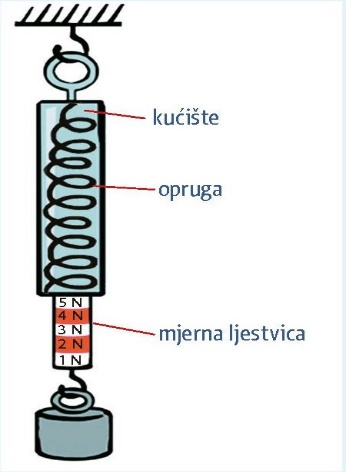 kućište
opruga
5 N
4 N
3 N
2 N
1 N
mjerna ljestvica